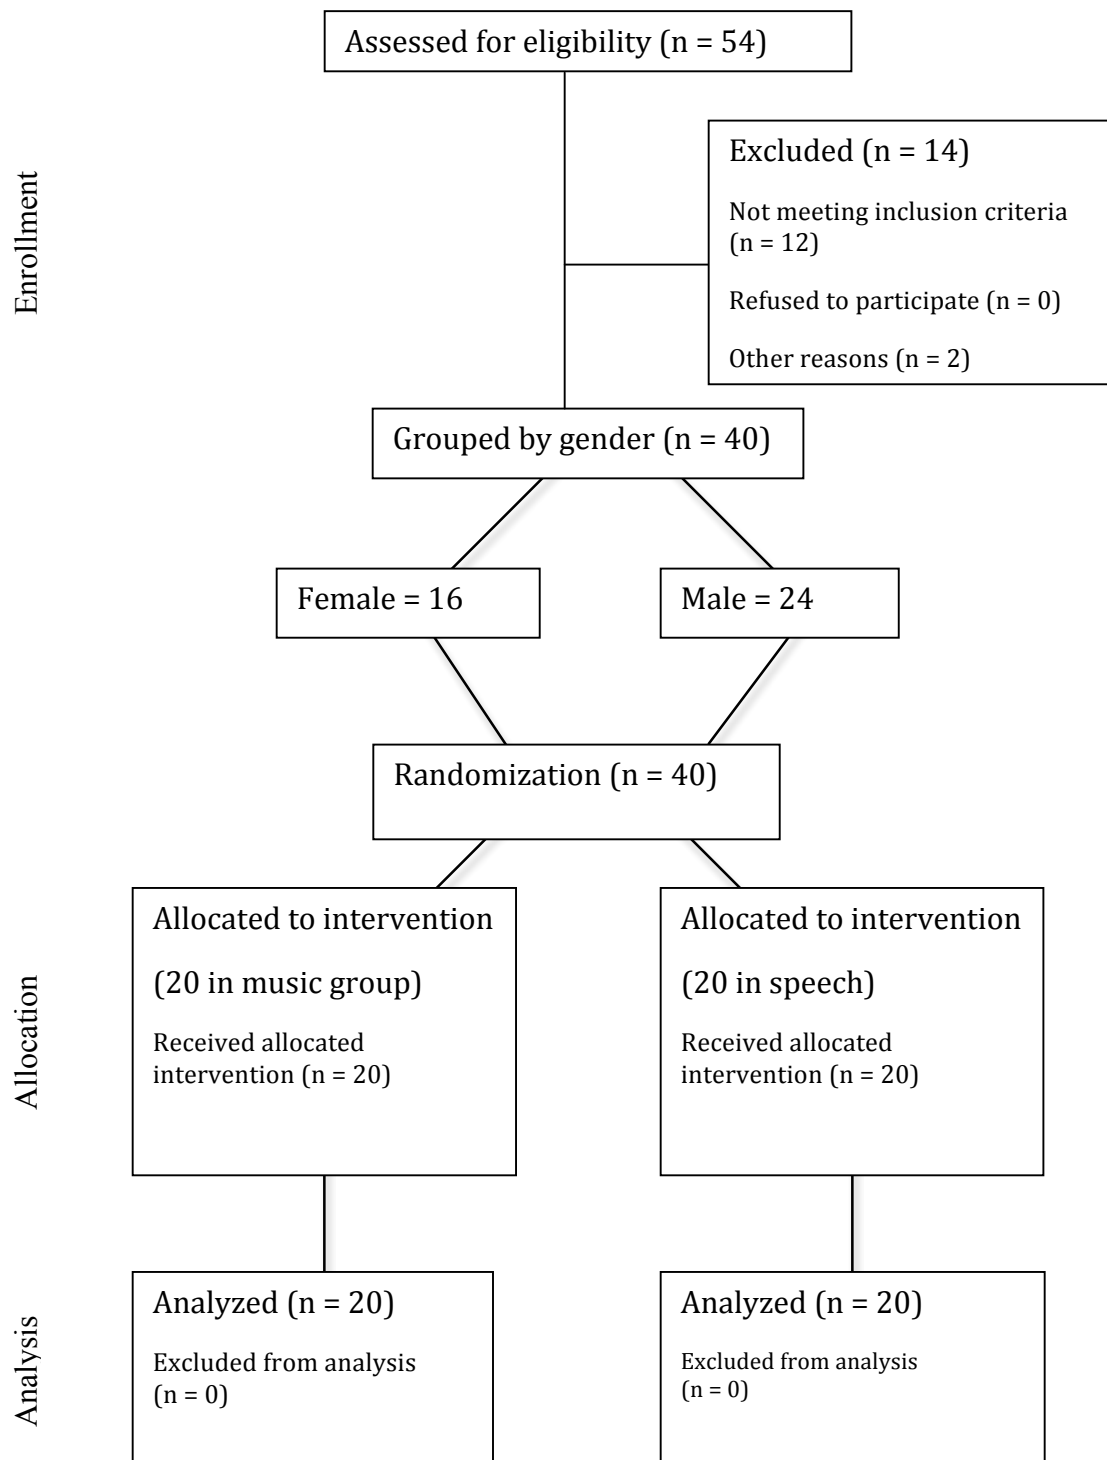 Assessed for eligibility (n = 54)
Enrollment
Excluded (n = 14)
Not meeting inclusion criteria
(n = 12)
Refused to participate (n = 0)
Other reasons (n = 2)
Grouped by gender (n = 40)
Female = 16
Male = 24
Randomization (n = 40)
Allocation
Allocated to intervention
(20 in music group)
Received allocated
intervention (n = 20)
Allocated to intervention
(20 in speech)
Received allocated
intervention (n = 20)
Analysis
Analyzed (n = 20)
Excluded from analysis
(n = 0)
Analyzed (n = 20)
Excluded from analysis
(n = 0)